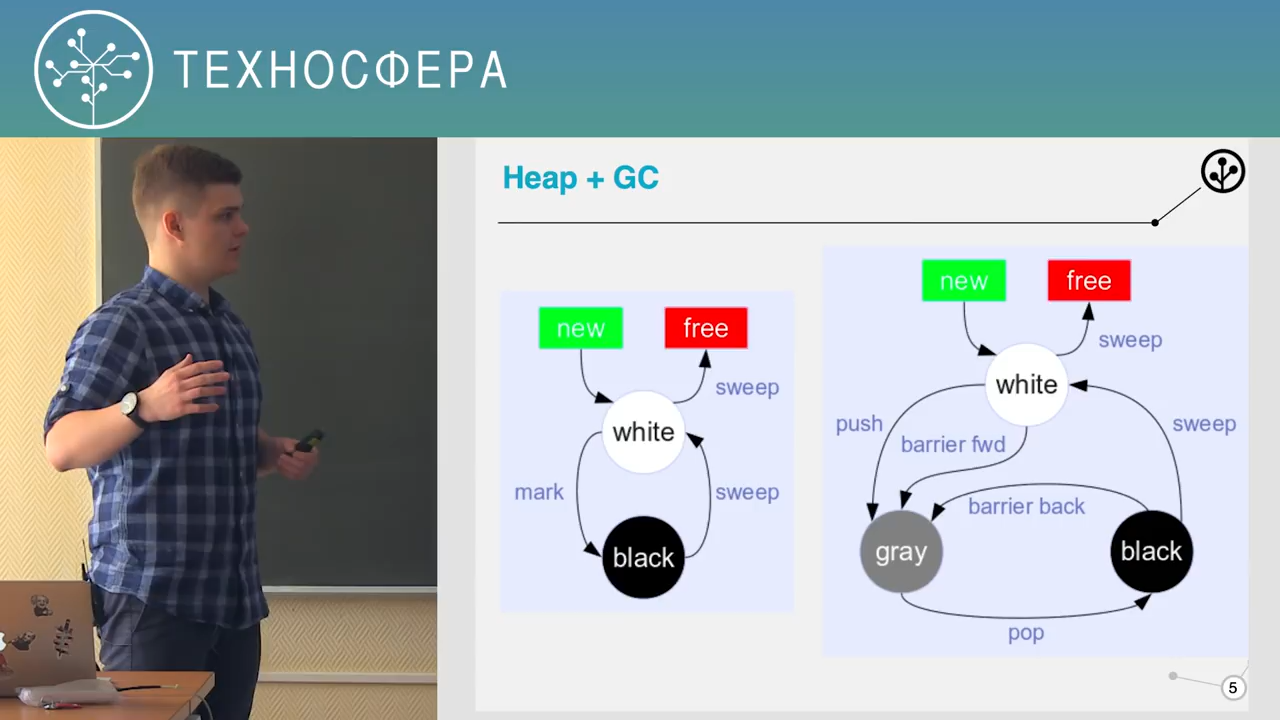 ТЕХНОСФЕРА
Heap + GC
new
free
sweep
white
mark
sweep
black
new
free
sweep
white
push
barrier fwd
sweep
barrier back
gray
black
pop
5